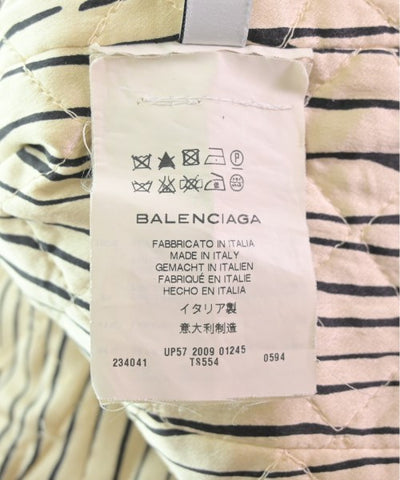 P
BALENCIAGA
FABBRICATO IN ITALIA
MADE IN ITALY
GEMACHT IN ITALIEN
FABRIQUÉ EN ITALIE
HECHO EN ITALIA
イタリア製
意大利制造
UP57 2009 01245
234041 T8554 0594